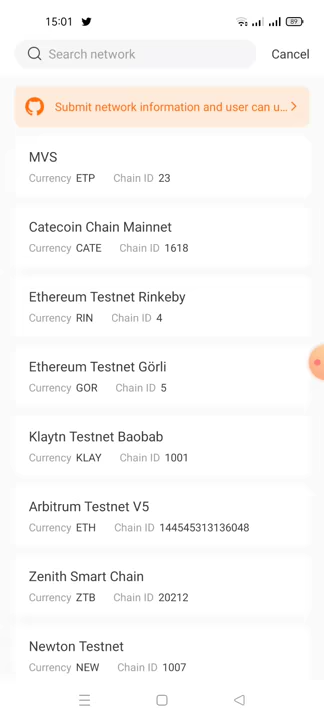 15:01
89
Search network
Cancel
Submit network information and user can u...
MVS
Currency ETP Chain ID 23
Catecoin Chain Mainnet
Currency CATE Chain ID 1618
Ethereum Testnet Rinkeby
Currency RIN Chain ID 4
Ethereum Testnet Görli
Currency GOR Chain ID 5
Klaytn Testnet Baobab
Currency KLAY Chain ID 1001
Arbitrum Testnet V5
Currency ETH Chain ID 144545313136048
Zenith Smart Chain
Currency ZTB Chain ID 20212
Newton Testnet
Currency NEW Chain ID 1007